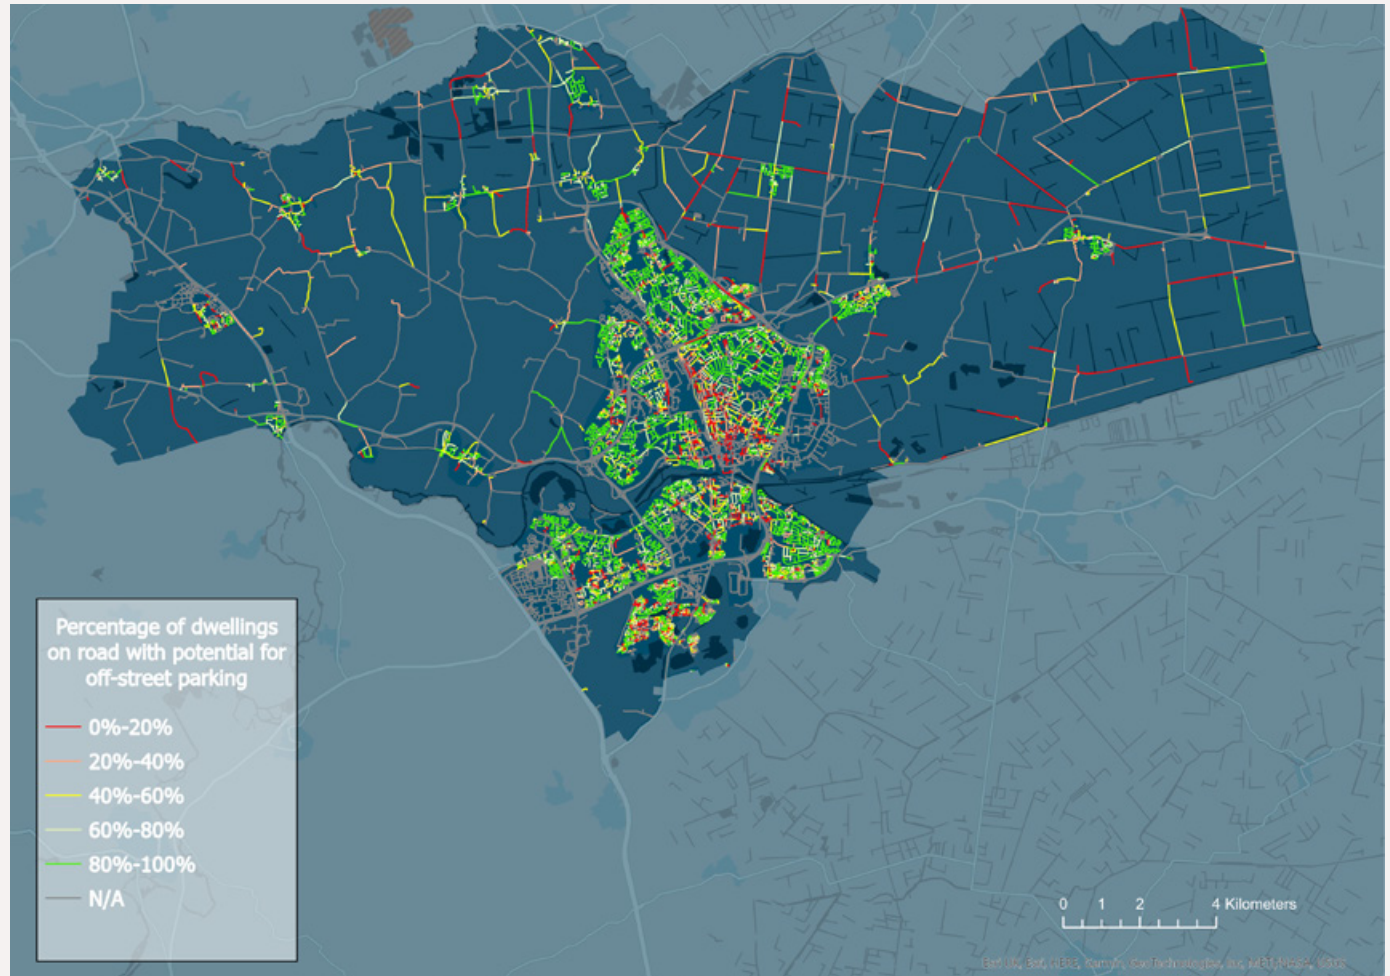 Percentage of dwellings
on road with potential for
off-street parking
0%-20%
20%-40%
40%-60%
60%-80%
80%-100%
N/A
0 1 2 4 Kilometers